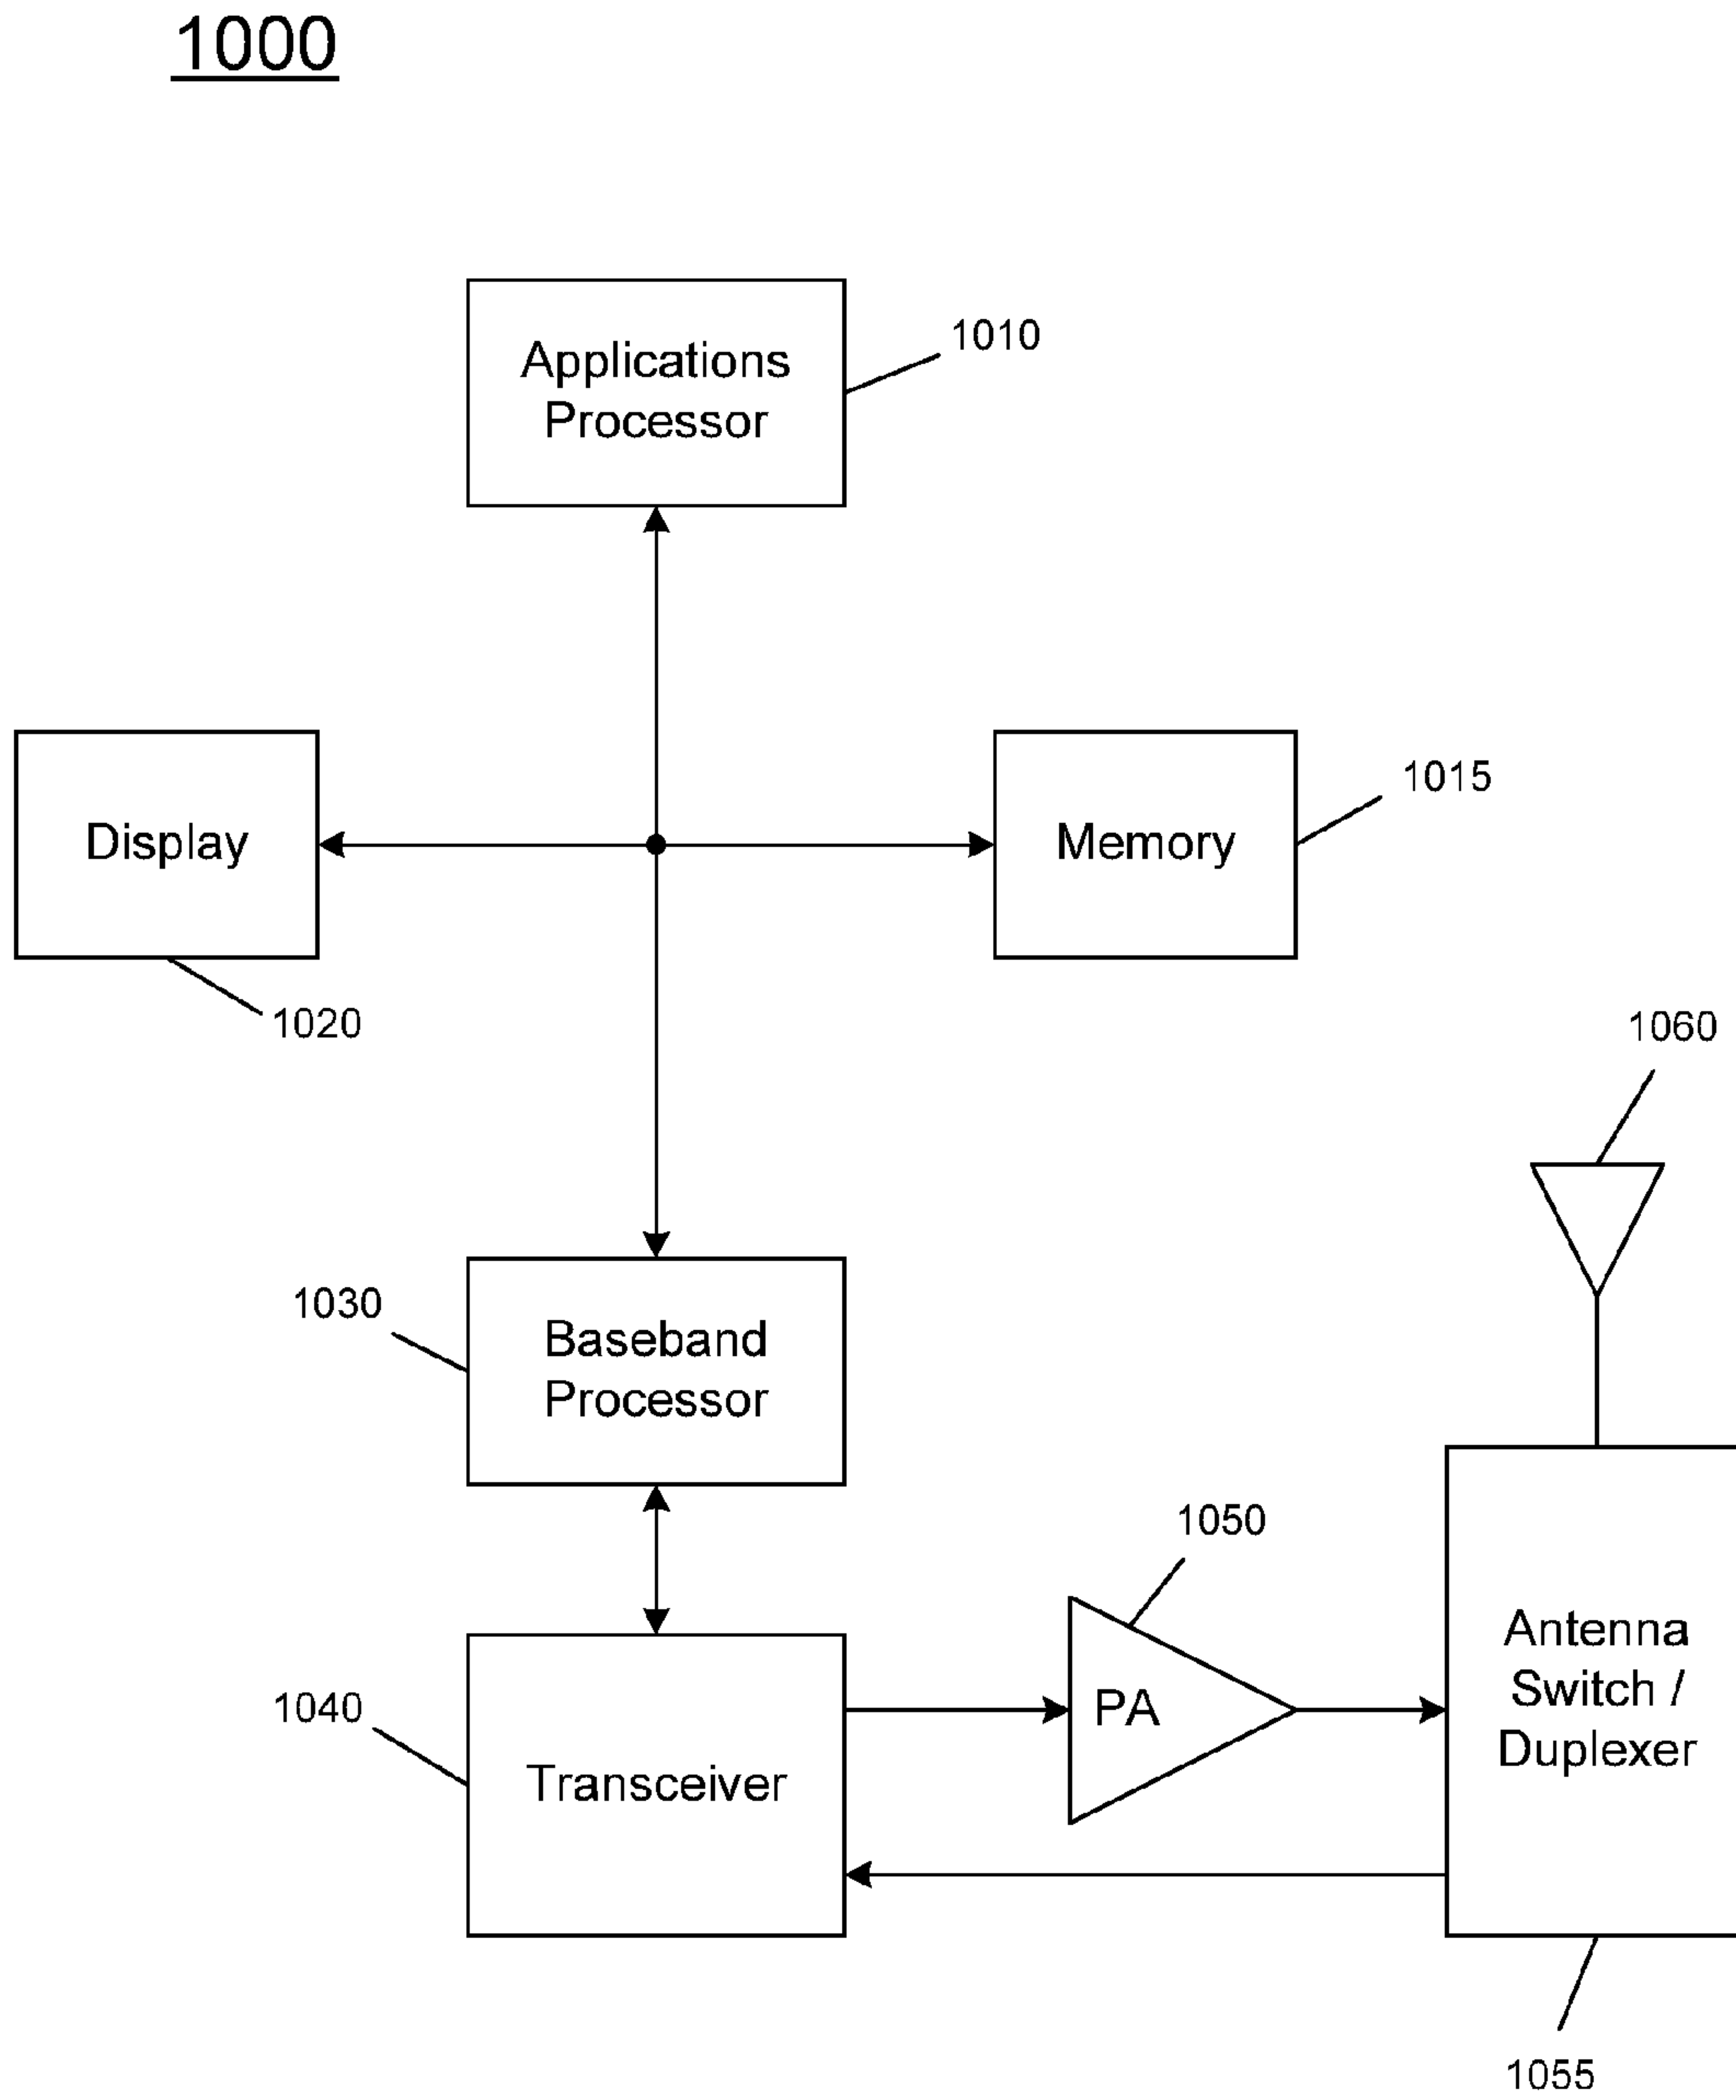 1000
Applications
Processor
1010
Display
1020
Memory
1015
1060
1030
Baseband
Processor
1050
1040
Transceiver
PA
Antenna
Switch /
Duplexer
1055